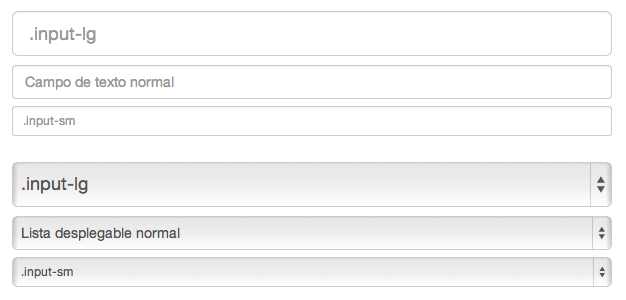 .input-lg
Campo de texto normal
.input-sm
.input-lg
Lista desplegable normal
.input-sm